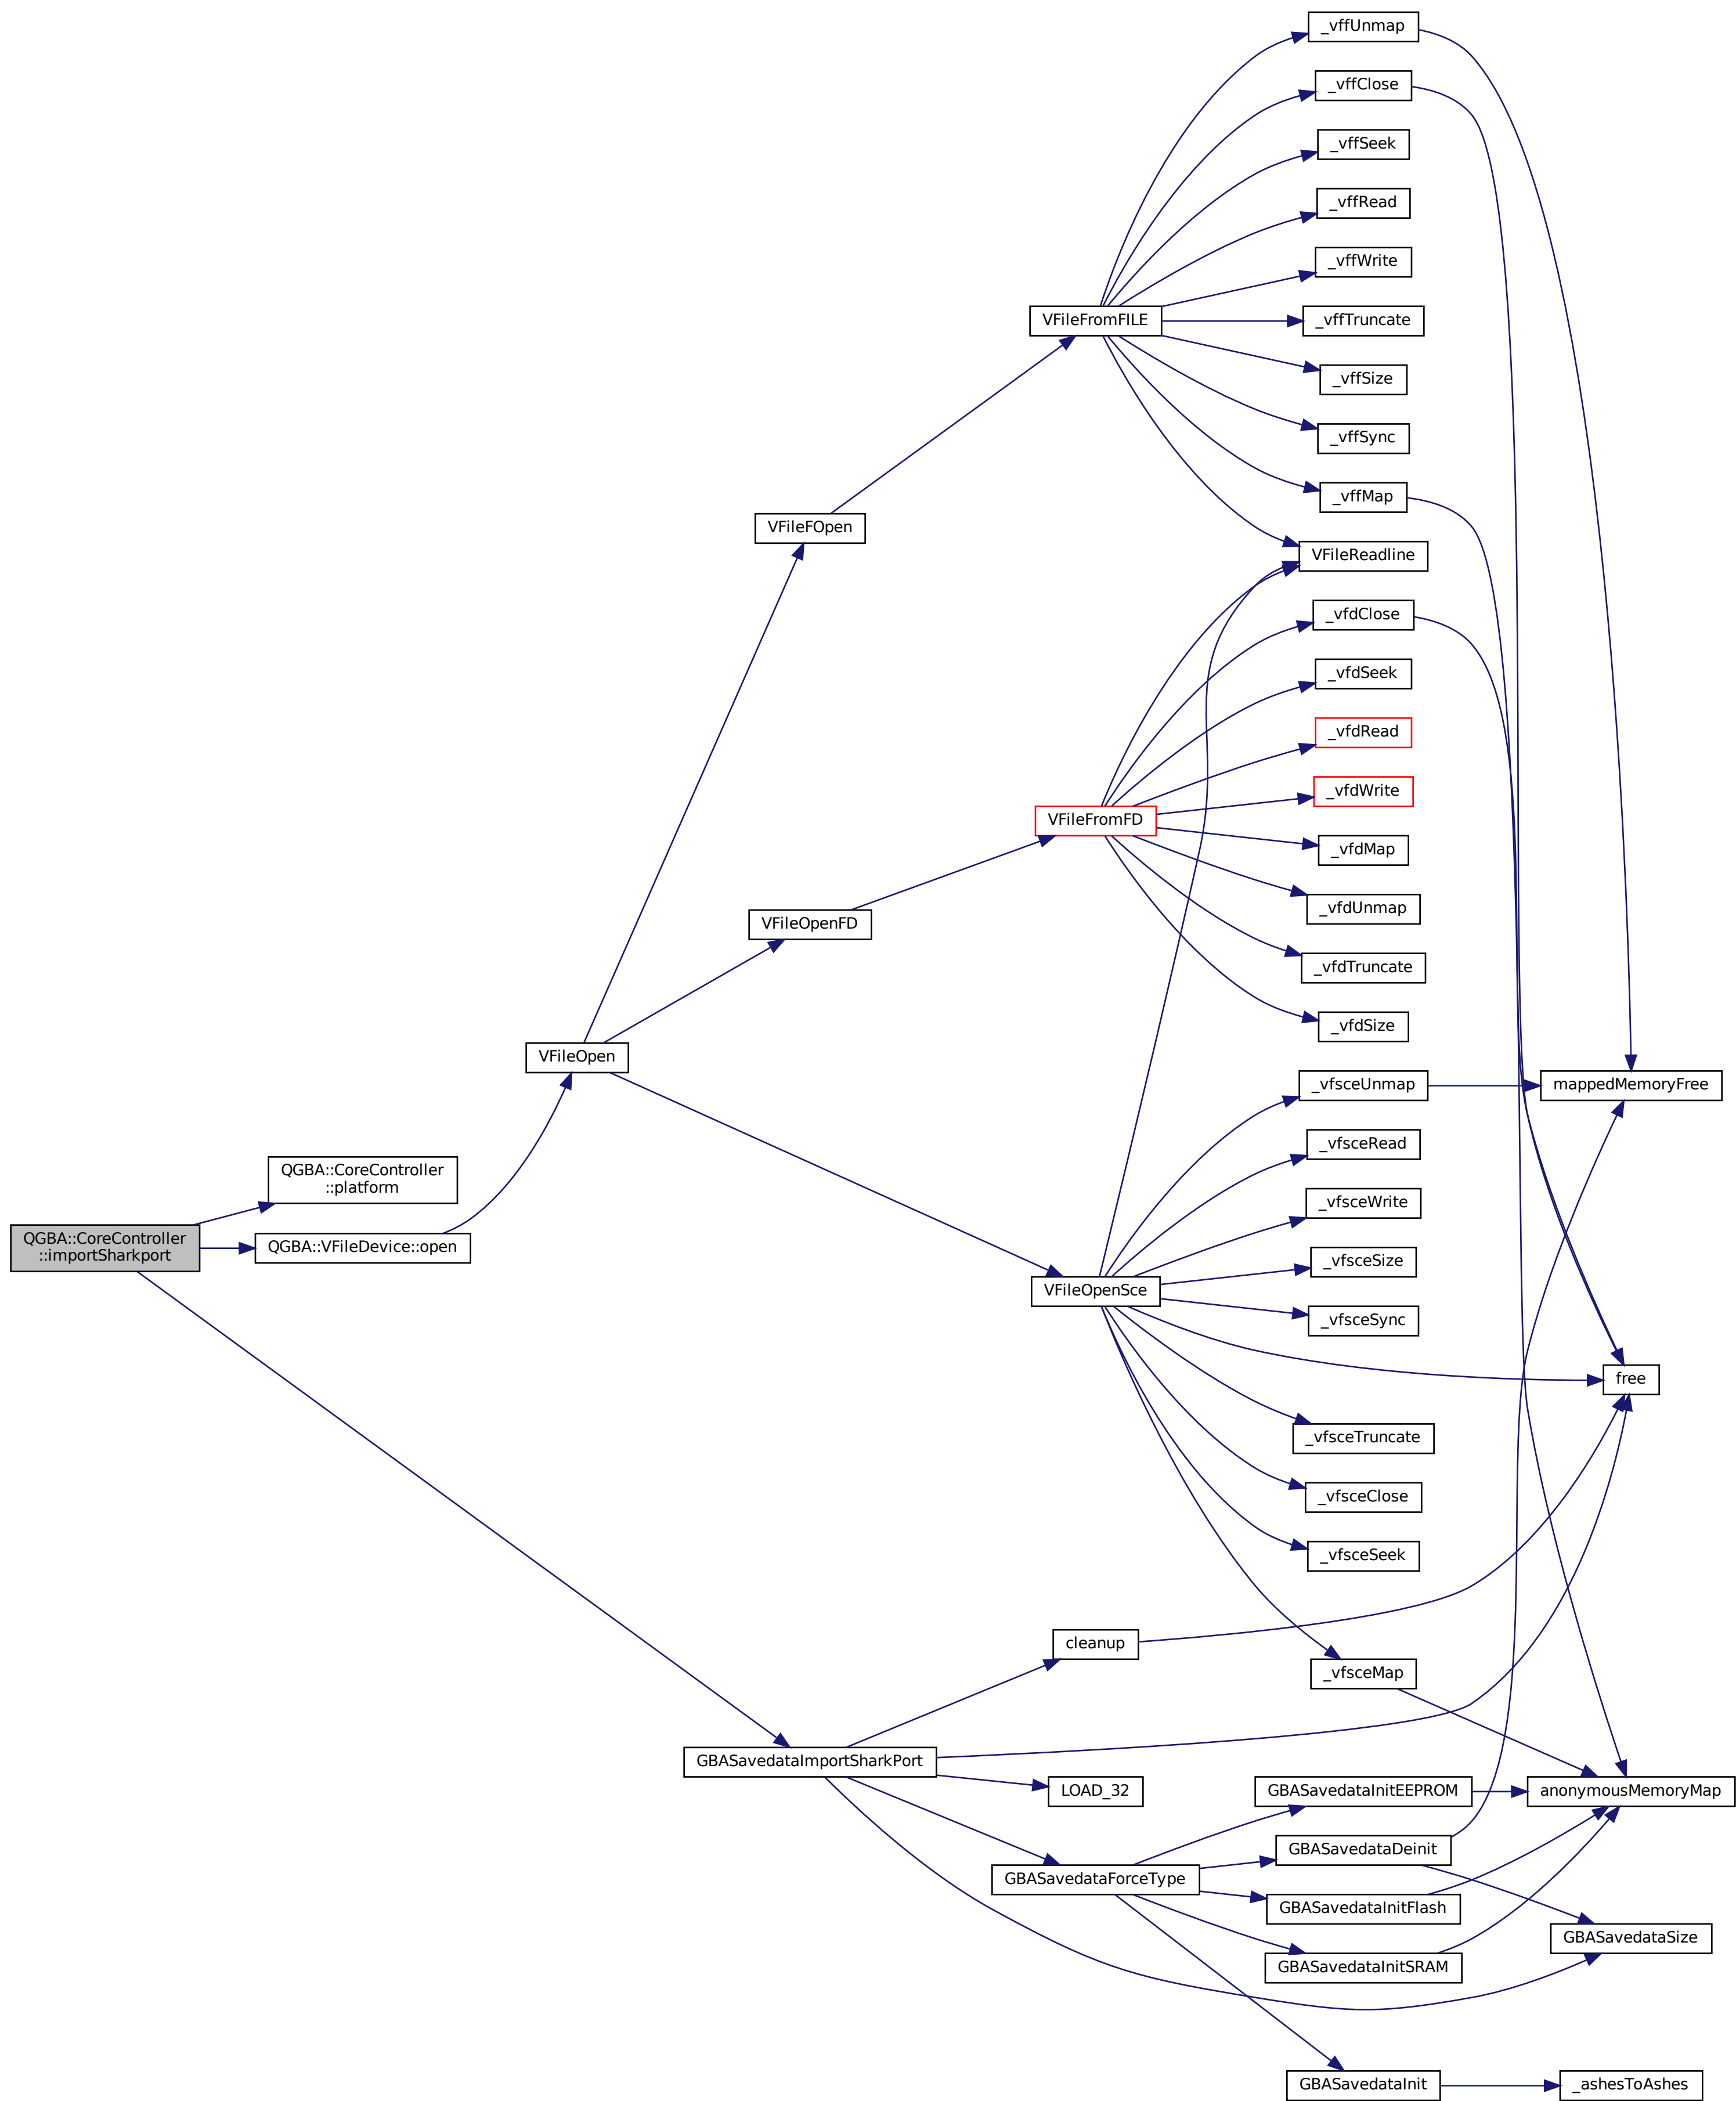 _vffUnmap
_vffClose
_vffSeek
_vffRead
_vffWrite
VFileFromFILE
_vffTruncate
_vffSize
_vffSync
_vffMap
VFileFOpen
VFileReadline
_vfdClose
_vfdSeek
_vfdRead
_vfdWrite
VFileFromFD
_vfdMap
_vfdUnmap
VFileOpenFD
_vfdTruncate
_vfdSize
VFileOpen
_vfsceUnmap
mappedMemoryFree
_vfsceRead
QGBA::CoreController
::platform
_vfsceWrite
QGBA::CoreController
::importSharkport
QGBA::VFileDevice::open
_vfsceSize
VFileOpenSce
_vfsceSync
free
_vfsceTruncate
_vfsceClose
_vfsceSeek
cleanup
_vfsceMap
GBASavedataImportSharkPort
LOAD_32
GBASavedataInitEEPROM
anonymousMemoryMap
GBASavedataDeinit
GBASavedataForceType
GBASavedataInitFlash
GBASavedataSize
GBASavedataInitSRAM
GBASavedataInit
_ashesToAshes